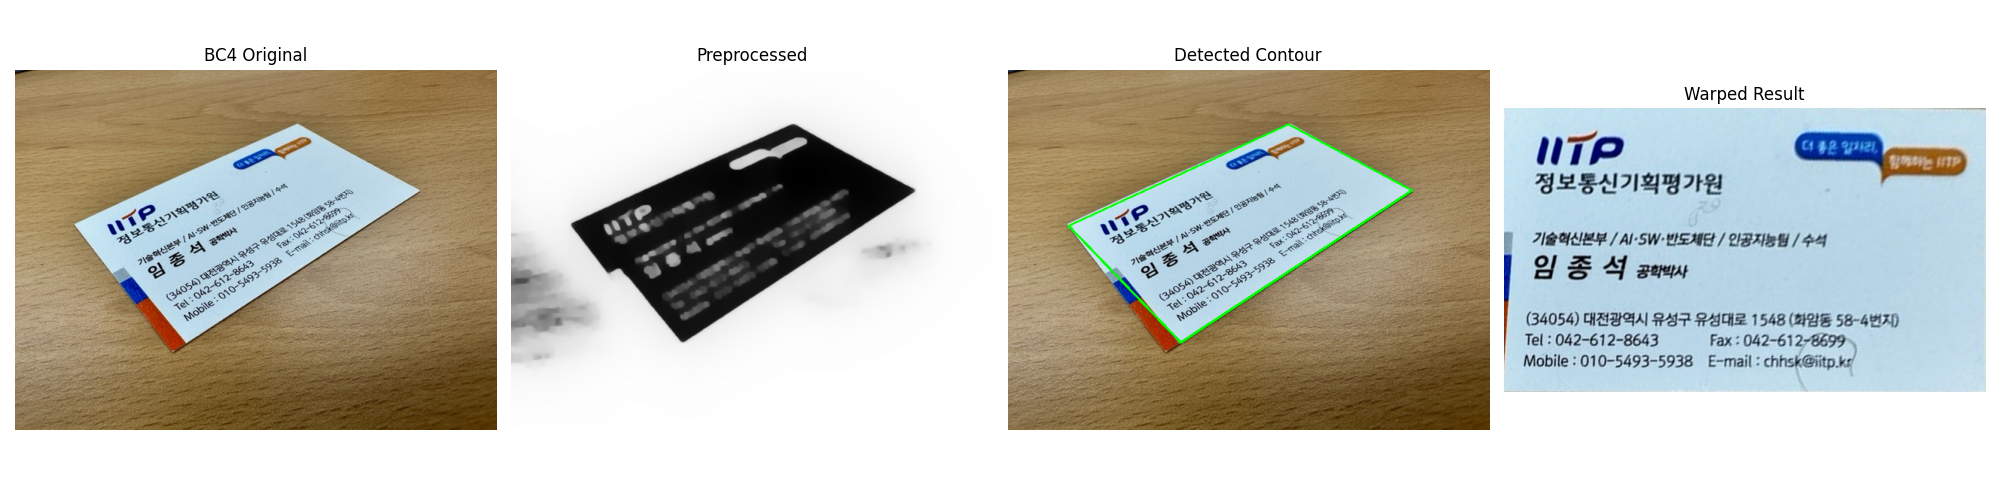 BC4 Original
더 좋은 일자리,
함께하는 IITP
IITP
정보통신기획평가원
기술혁신본부 / AI·SW·반도체단 / 인공지능팀 / 수석
임 종 석 공학박사
(34054) 대전광역시 유성구 유성대로 1548 (화암동 58-4번지)
Tel : 042-612-8643 Fax : 042-612-8699
Mobile : 010-5493-5938 E-mail : chhsk@iitp.kr
Preprocessed
IITP
Detected Contour
더 좋은 일자리,
함께하는 IITP
IITP
정보통신기획평가원
기술혁신본부 / AI·SW·반도체단 / 인공지능팀 / 수석
임 종 석 공학박사
(34054) 대전광역시 유성구 유성대로 1548 (화암동 58-4번지)
Tel : 042-612-8643 Fax : 042-612-8699
Mobile : 010-5493-5938 E-mail : chhsk@iitp.kr
Warped Result
더 좋은 일자리,
함께하는 IITP
IITP
정보통신기획평가원
기술혁신본부 / AI·SW·반도체단 / 인공지능팀 / 수석
임 종 석 공학박사
(34054) 대전광역시 유성구 유성대로 1548 (화암동 58-4번지)
Tel : 042-612-8643 Fax : 042-612-8699
Mobile : 010-5493-5938 E-mail : chhsk@iitp.kr